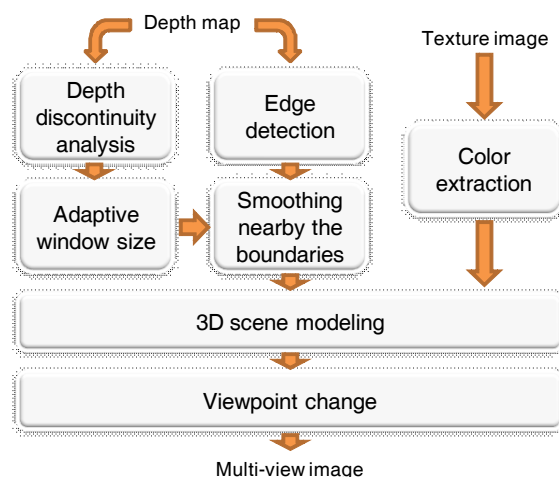 Depth map
Texture image
Depth
discontinuity
analysis
Edge
detection
Color
extraction
Adaptive
window size
Smoothing
nearby the
boundaries
3D scene modeling
Viewpoint change
Multi-view image